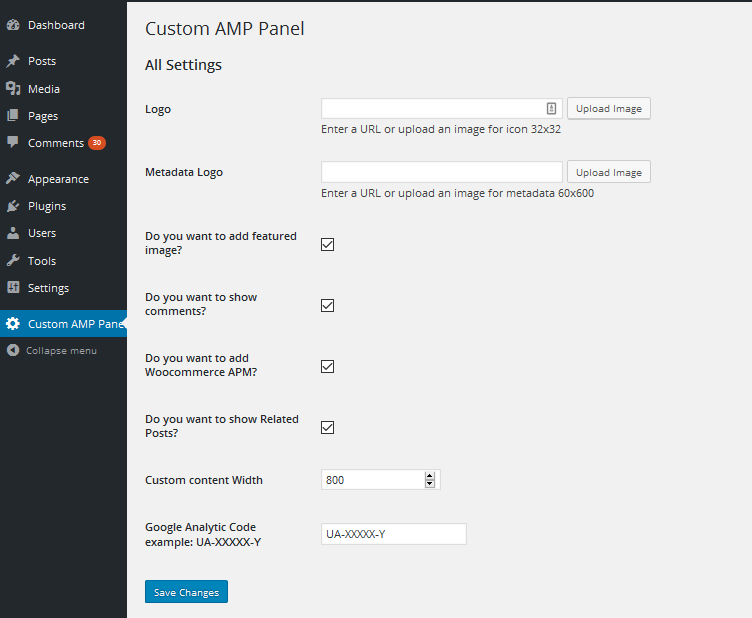 Dashboard
Posts
Media
Pages
Comments 30
Appearance
Plugins
Users
Tools
Settings
Custom AMP Pane
Collapse menu
Custom AMP Panel
All Settings
Logo
Upload Image
Enter a URL or upload an image for icon 32x32
Metadata Logo
Upload Image
Enter a URL or upload an image for metadata 60x600
Do you want to add featured
image?
Do you want to show
comments?
Do you want to add
Woocommerce APM?
Do you want to show Related
Posts?
Custom content Width
800
Google Analytic Code
example: UA-XXXXX-Y
UA-XXXXX-Y
Save Changes